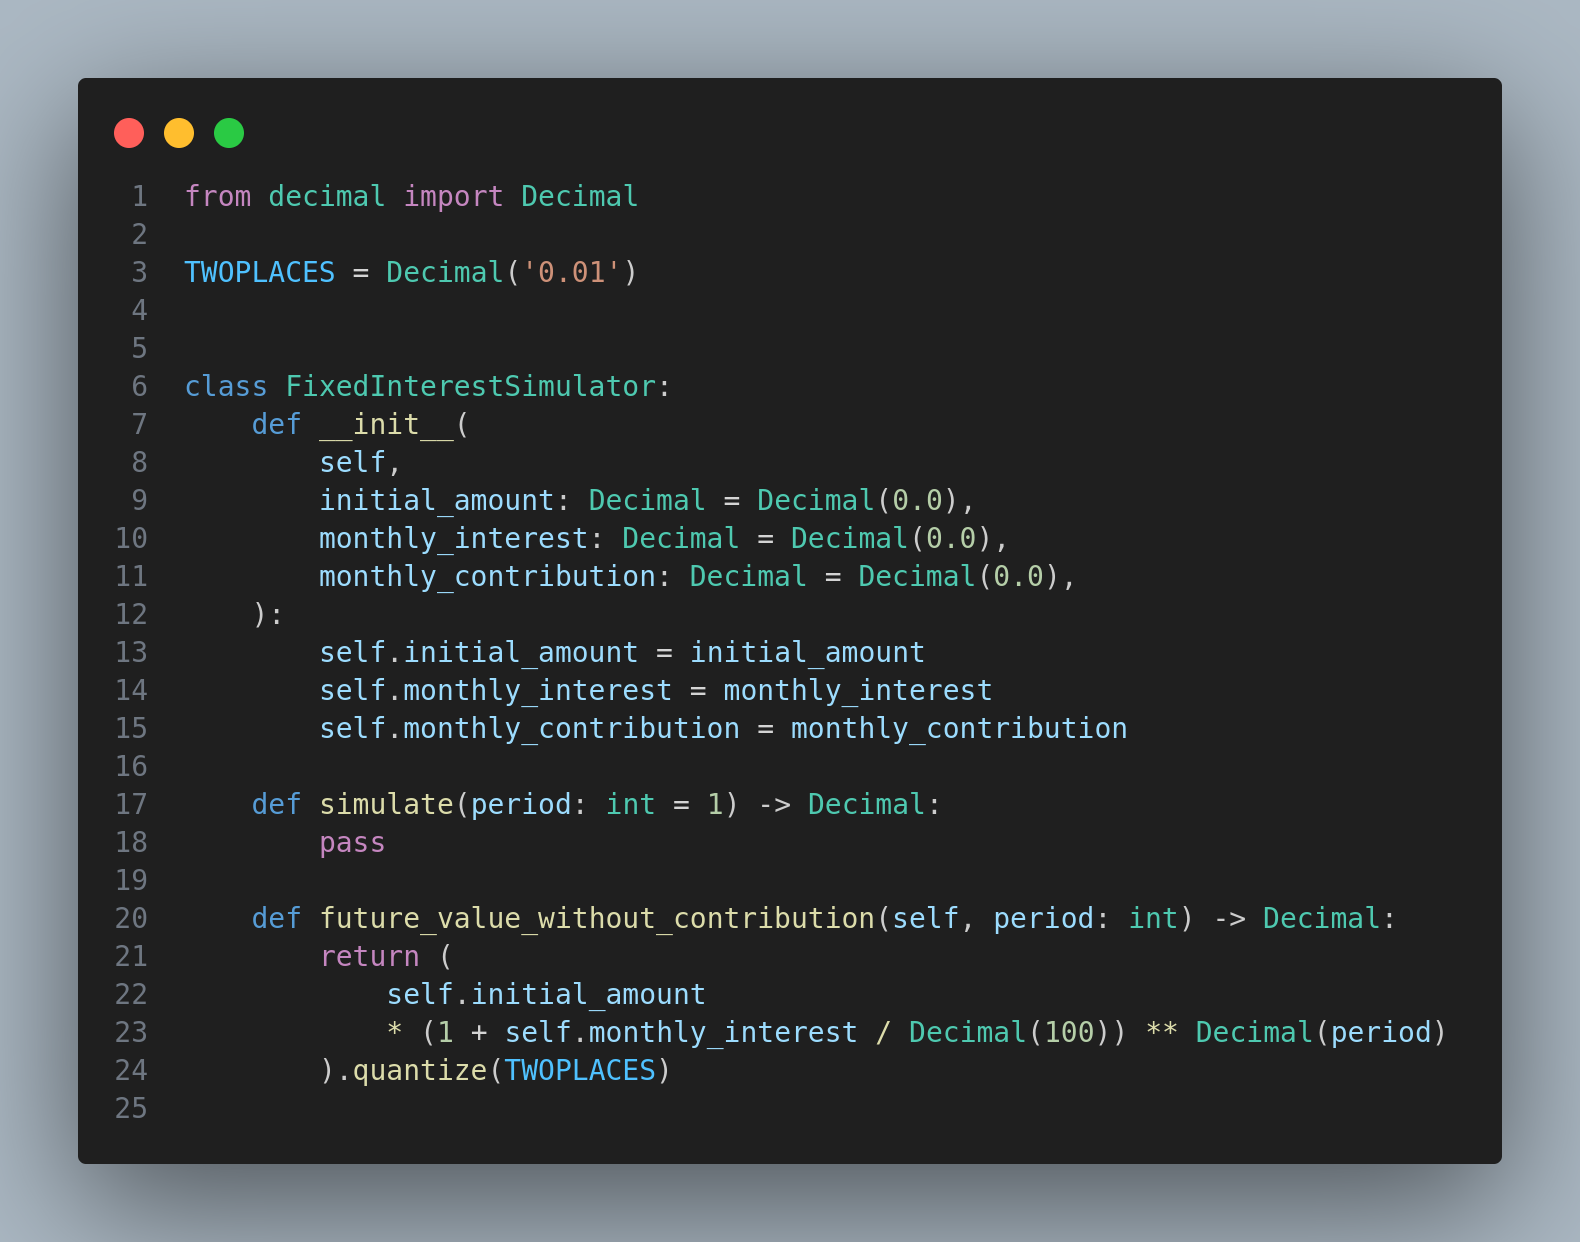 1 from decimal import Decimal
2
3 TWOPLACES = Decimal('0.01')
4
5
6 class FixedInterestSimulator:
7     def __init__(
8         self,
9         initial_amount: Decimal = Decimal(0.0),
10         monthly_interest: Decimal = Decimal(0.0),
11         monthly_contribution: Decimal = Decimal(0.0),
12     ):
13         self.initial_amount = initial_amount
14         self.monthly_interest = monthly_interest
15         self.monthly_contribution = monthly_contribution
16
17     def simulate(period: int = 1) -> Decimal:
18         pass
19
20     def future_value_without_contribution(self, period: int) -> Decimal:
21         return (
22             self.initial_amount
23             * (1 + self.monthly_interest / Decimal(100)) ** Decimal(period)
24         ).quantize(TWOPLACES)
25